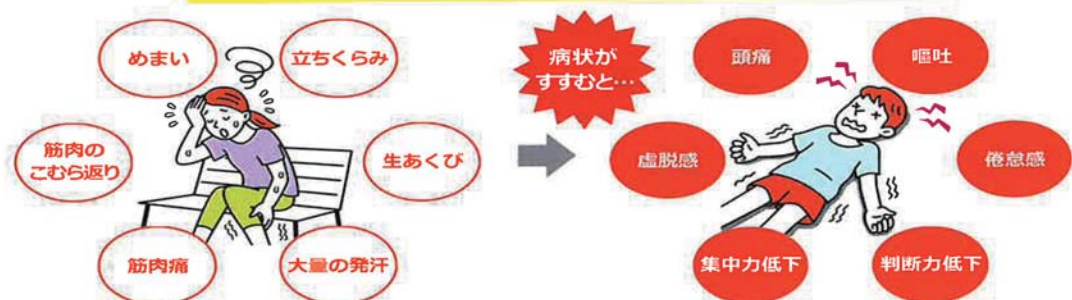 めまい
立ちくらみ
筋肉の
こむら返り
生あくび
筋肉痛
大量の発汗
病状が
すすむと…
頭痛
嘔吐
虚脱感
倦怠感
集中力低下
判断力低下